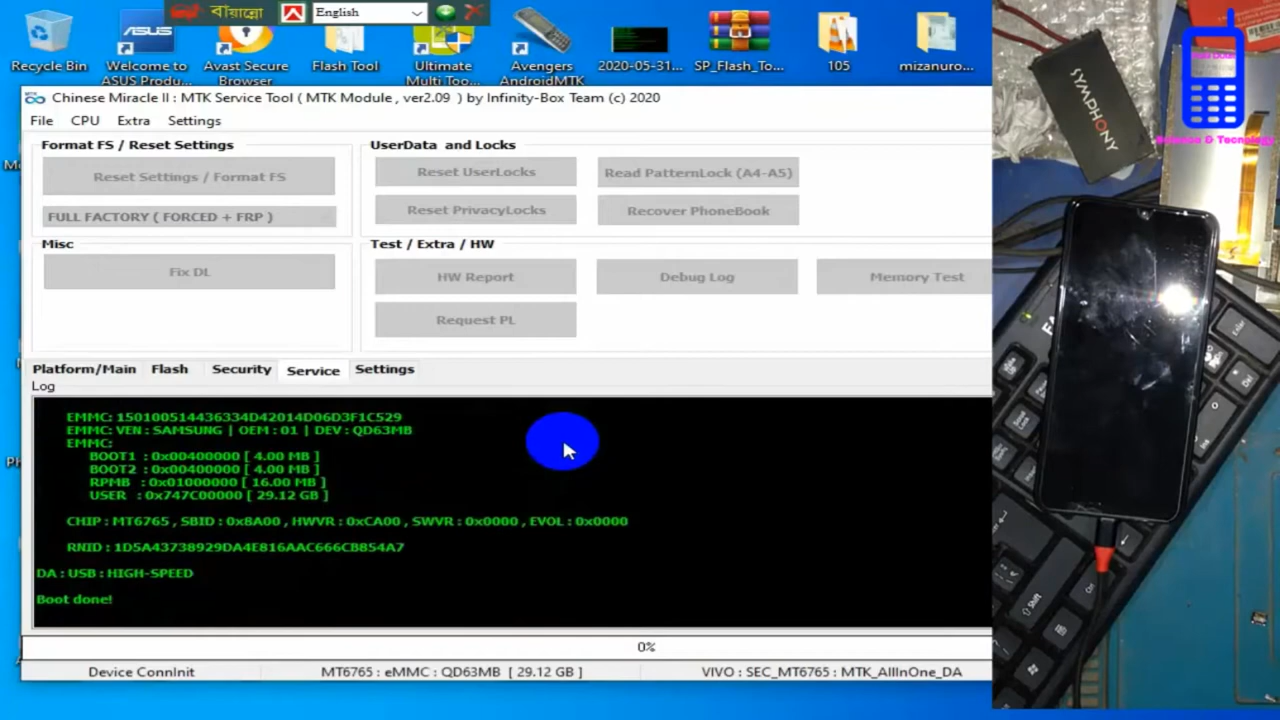 বাঁয়ান্নো
English
Recycle Bin
Welcome to
ASUS Produ...
Avast Secure
Browser
Flash Tool
Ultimate
Multi Too...
Avengers
AndroidMTK
2020-05-31...
SP_Flash_To...
105
mizanuro...
ASUS
Chinese Miracle II : MTK Service Tool ( MTK Module , ver2.09 ) by Infinity-Box Team (c) 2020
File CPU Extra Settings
Format FS / Reset Settings
Reset Settings / Format FS
FULL FACTORY ( FORCED + FRP )
Misc
Fix DL
UserData and Locks
Reset UserLocks
Read PatternLock (A4-A5)
Reset PrivacyLocks
Recover PhoneBook
Test / Extra / HW
HW Report
Debug Log
Memory Test
Request PL
Platform/Main Flash Security Service Settings
Log
EMMC: 150100514436334D42014D06D3F1C529
EMMC: VEN : SAMSUNG | OEM : 01 | DEV : QD63MB
EMMC:
BOOT1 : 0x00400000 [ 4.00 MB ]
BOOT2 : 0x00400000 [ 4.00 MB ]
RPMB : 0x01000000 [ 16.00 MB ]
USER : 0x747C00000 [ 29.12 GB ]
CHIP : MT6765 , SBID : 0x8A00 , HWVR : 0xCA00 , SWVR : 0x0000 , EVOL : 0x0000
RNID : 1D5A43738929DA4E816AAC666CB854A7
DA : USB : HIGH-SPEED
Boot done!
0%
Device ConnInit
MT6765 : eMMC : QD63MB [ 29.12 GB ]
VIVO : SEC_MT6765 : MTK_AllInOne_DA
SYMPHONY
& Tecnology
Enter
Shift
Ctrl